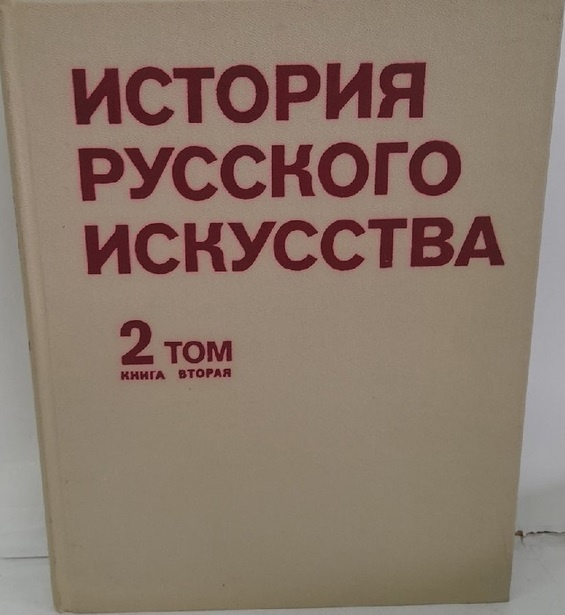 ИСТОРИЯ
РУССКОГО
ИСКУССТВА
2 ТОМ
КНИГА ВТОРАЯ